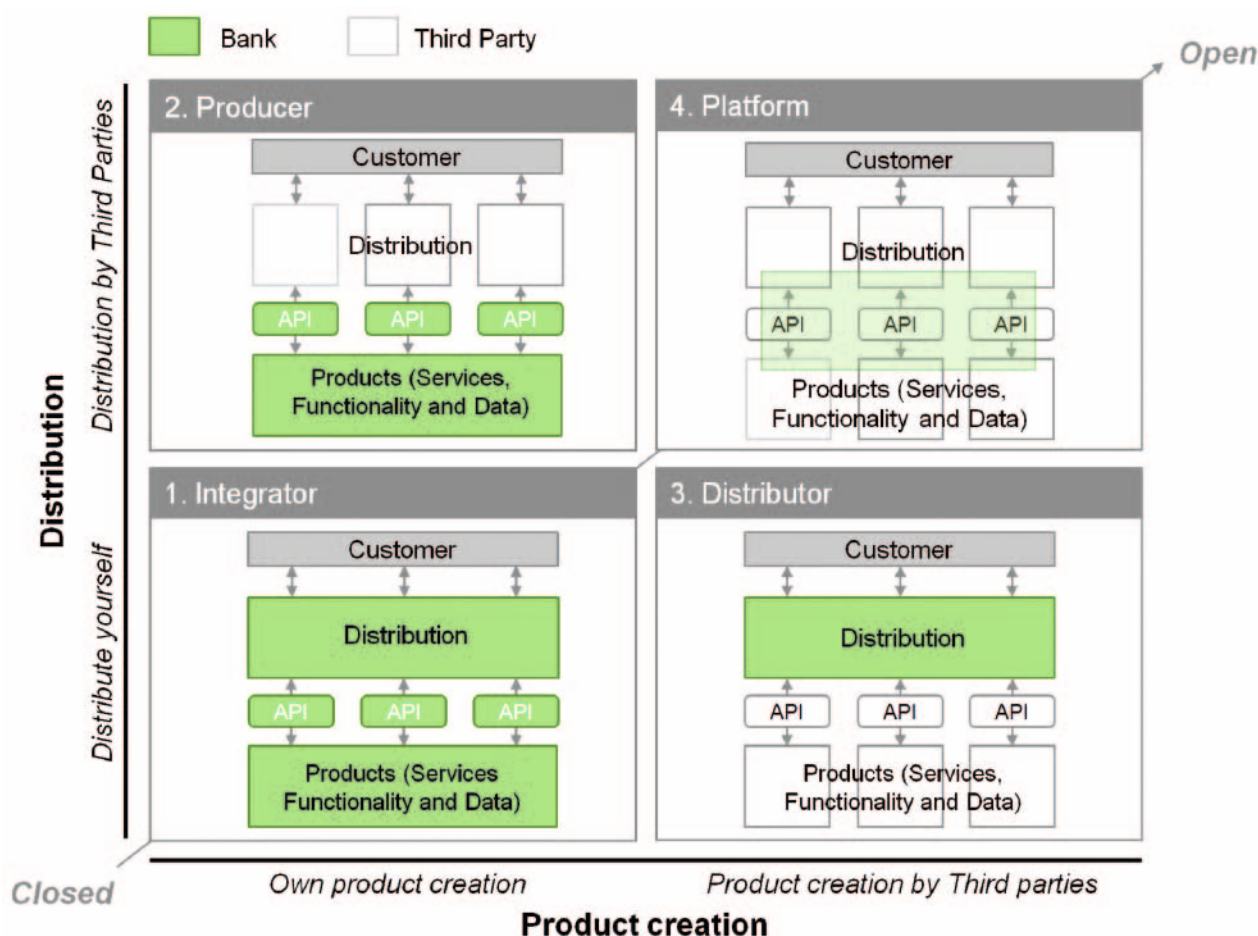 Bank
Third Party
Open
2. Producer
Customer
Distribution
API
API
API
Products (Services,
Functionality and Data)
4. Platform
Customer
Distribution
API
API
API
Products (Services,
Functionality and Data)
1. Integrator
Customer
Distribution
API
API
API
Products (Services
Functionality and Data)
3. Distributor
Customer
Distribution
API
API
API
Products (Services,
Functionality and Data)
Distribution
Distribution by Third Parties
Distribute yourself
Closed
Own product creation
Product creation by Third parties
Product creation